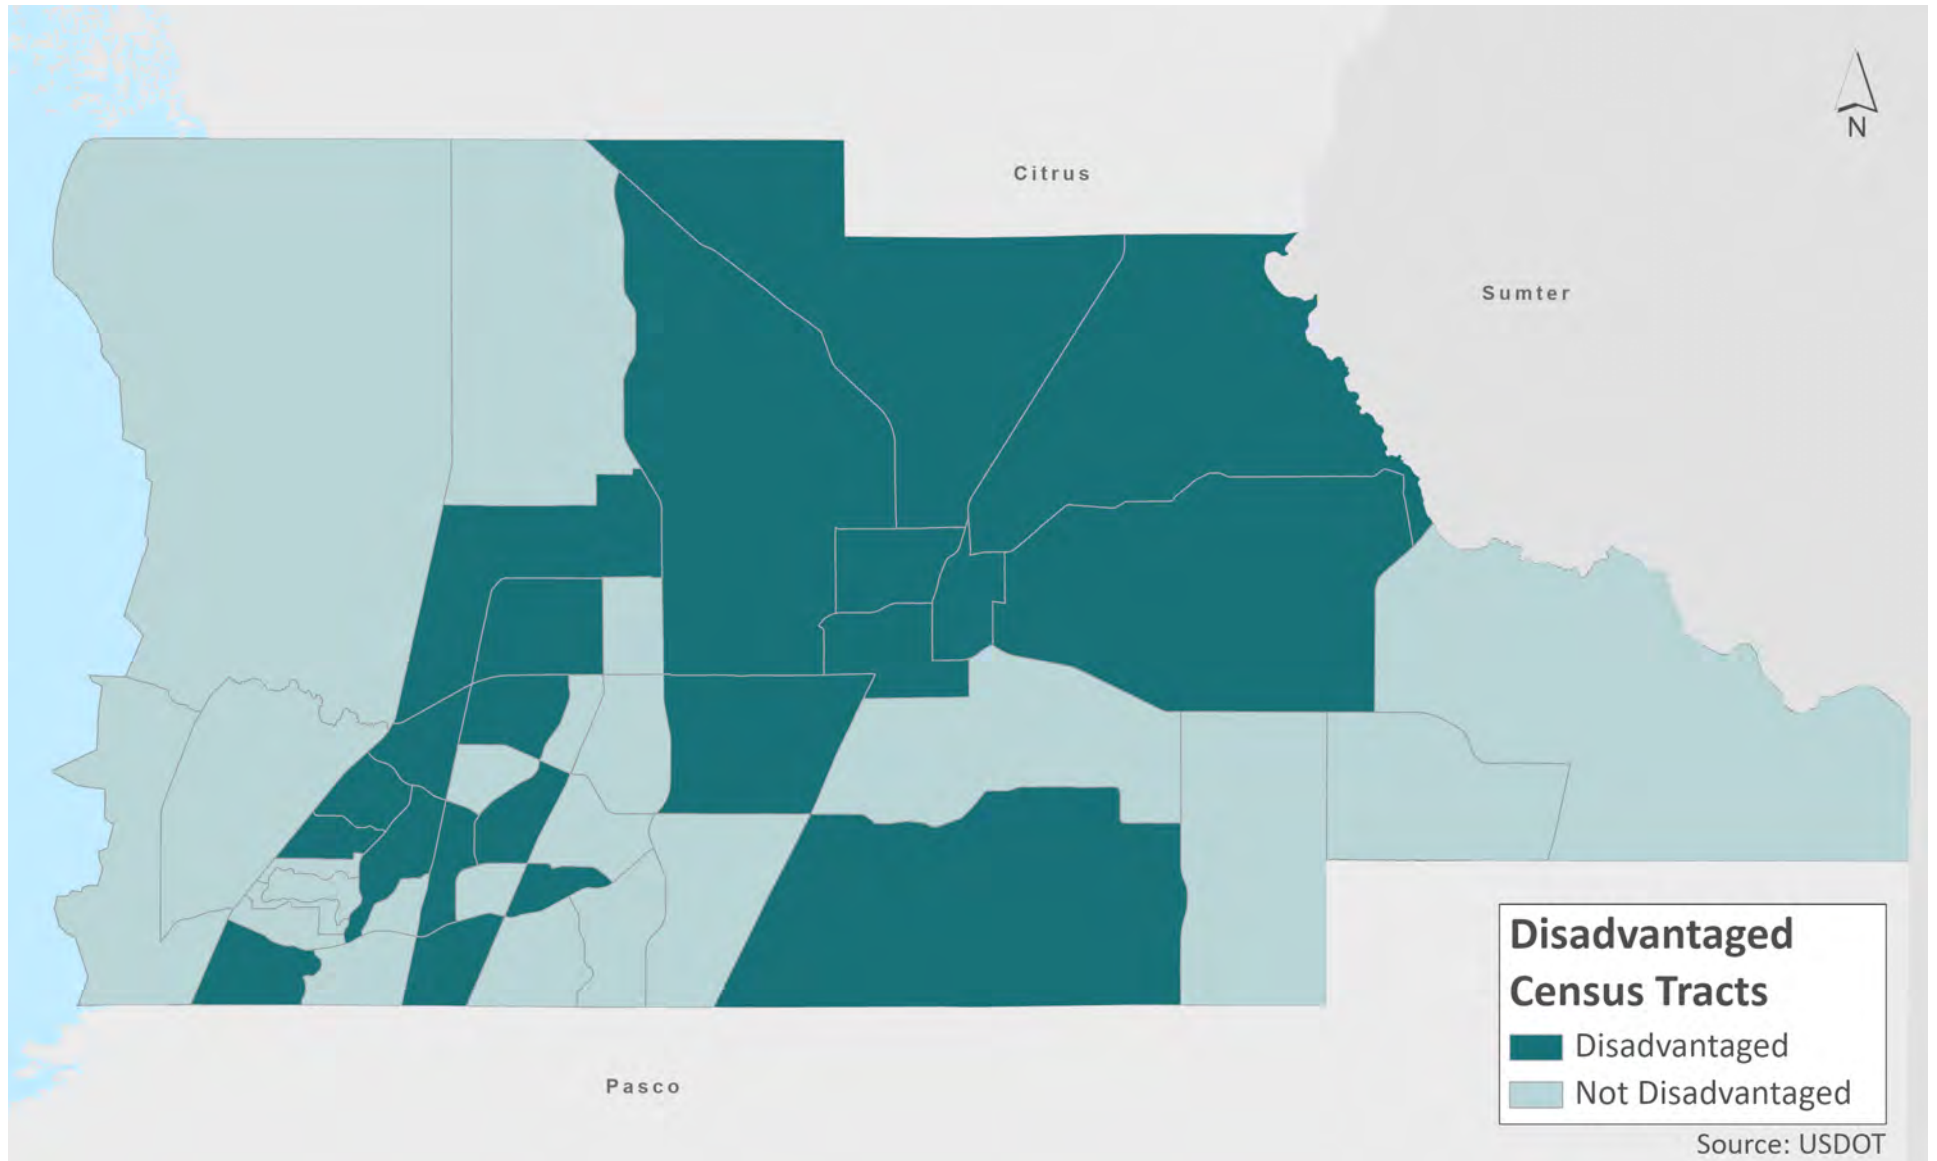 N
Citrus
Sumter
Pasco
Disadvantaged
Census Tracts
Disadvantaged
Not Disadvantaged
Source: USDOT